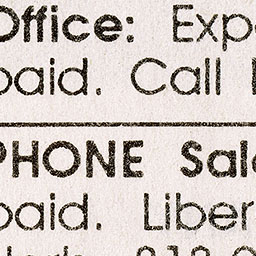 Office: Exp
paid. Call
PHONE Sal
paid. Liber